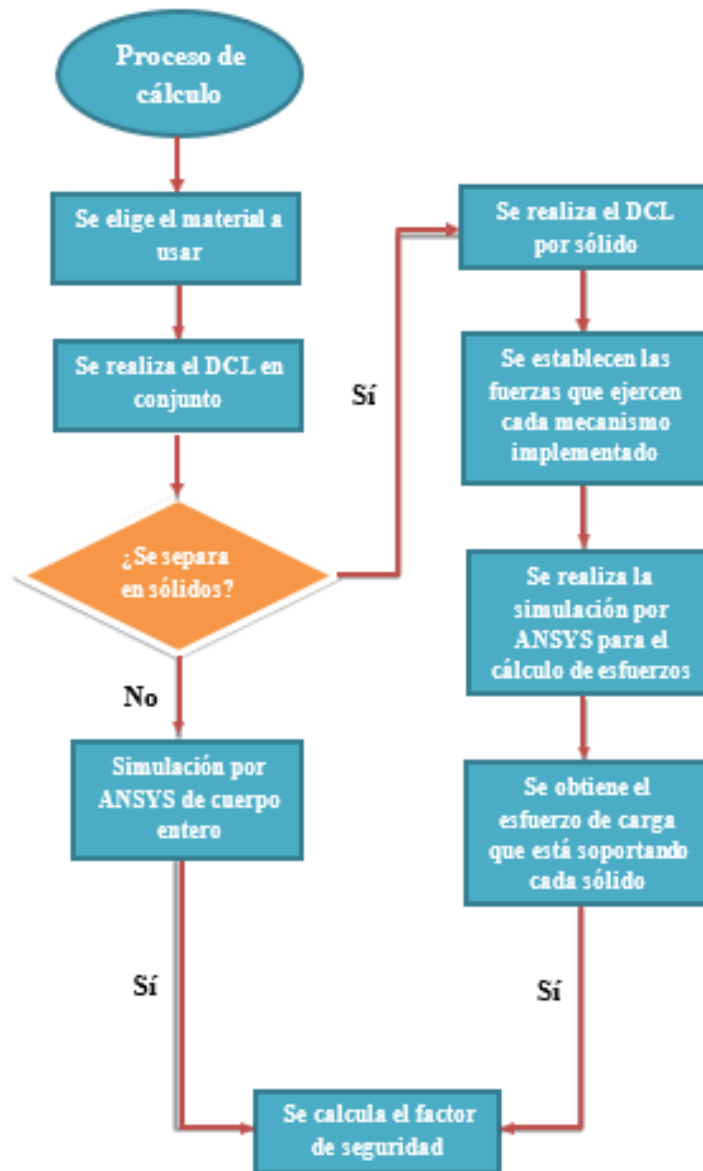 Proceso de
cálculo
Se elige el material a
usar
Se realiza el DCL en
conjunto
¿Se separa
en sólidos?
No
Simulación por
ANSYS de cuerpo
entero
Sí
Sí
Se realiza el DCL
por sólido
Se establecen las
fuerzas que ejercen
cada mecanismo
implementado
Se realiza la
simulación por
ANSYS para el
cálculo de esfuerzos
Se obtiene el
esfuerzo de carga
que está soportando
cada sólido
Sí
Se calcula el factor
de seguridad